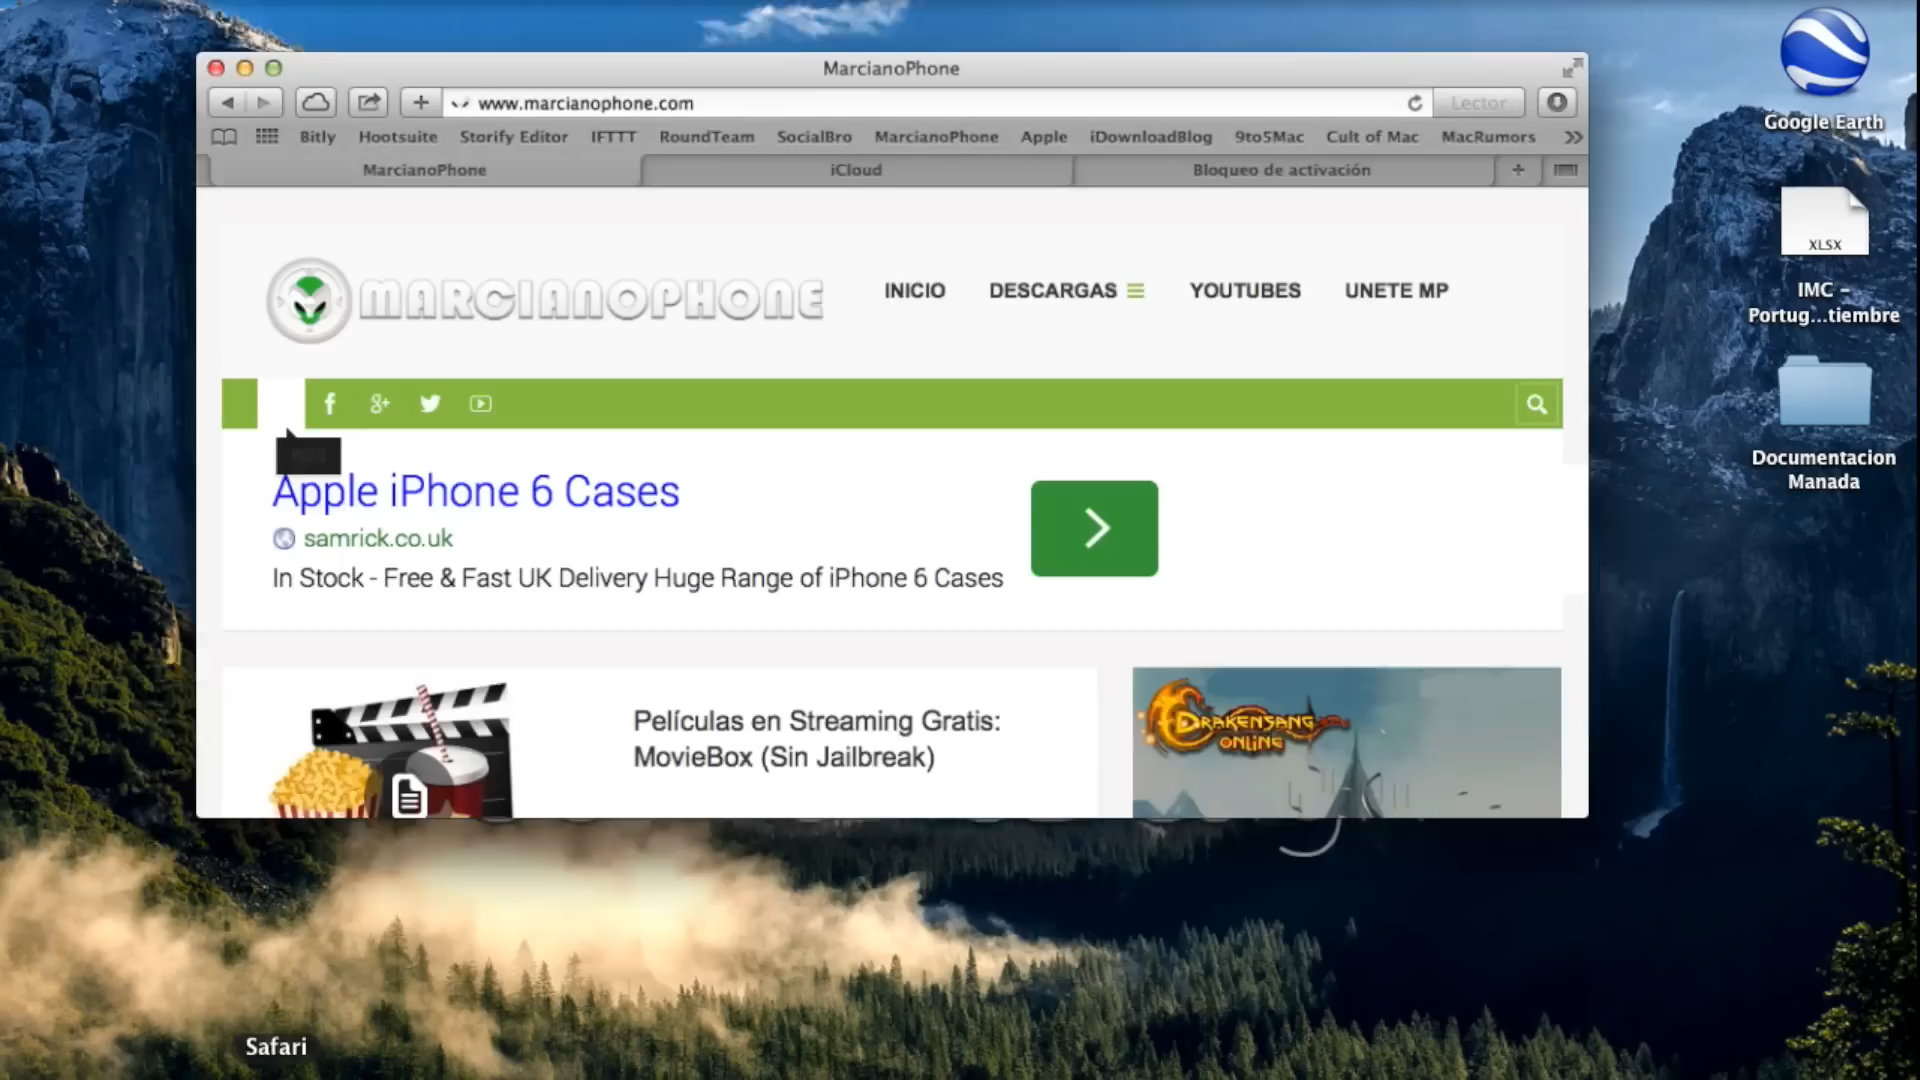 MarcianoPhone
www.marcianophone.com
Lector
Bitly Hootsuite Storify Editor IFTTT RoundTeam SocialBro MarcianoPhone Apple iDownloadBlog 9to5Mac Cult of Mac MacRumors
MarcianoPhone iCloud Bloqueo de activación
MARCIANOPHONE INICIO DESCARGAS YOUTUBES UNETE MP
Apple iPhone 6 Cases
samrick.co.uk
In Stock - Free & Fast UK Delivery Huge Range of iPhone 6 Cases
Películas en Streaming Gratis:
MovieBox (Sin Jailbreak)
DRAKENSANG
ONLINE
Google Earth
XLSX
IMC –
Portug...tiembre
Documentacion
Manada
Safari